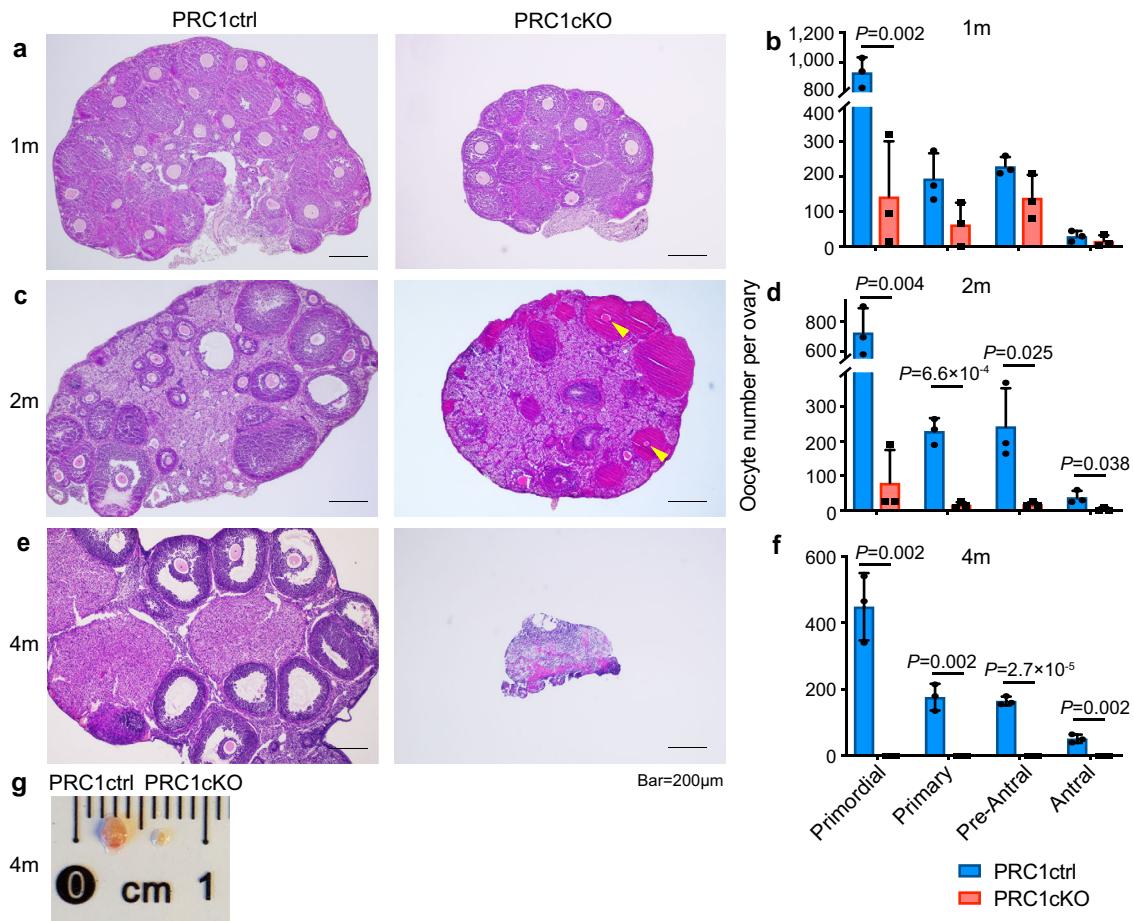 PRC1ctrl PRC1cKO
a
1m
b
1m
P=0.002
1,200
1,000
800
400
300
200
100
0
c
2m
d
2m
P=0.004
P=6.6×10-4
P=0.025
P=0.038
800
600
300
200
100
0
Oocyte number per ovary
e
4m
f
4m
P=0.002
P=0.002
P=2.7×10-5
P=0.002
600
400
200
0
Primordial
Primary
Pre-Antral
Antral
Bar=200μm
g
PRC1ctrl PRC1cKO
4m
0 cm 1
PRC1ctrl
PRC1cKO